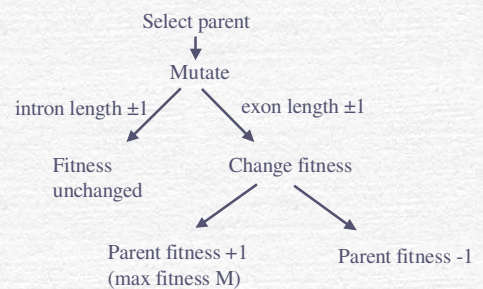 Select parent
Mutate
intron length ±1
exon length ±1
Fitness
unchanged
Change fitness
Parent fitness +1
(max fitness M)
Parent fitness -1